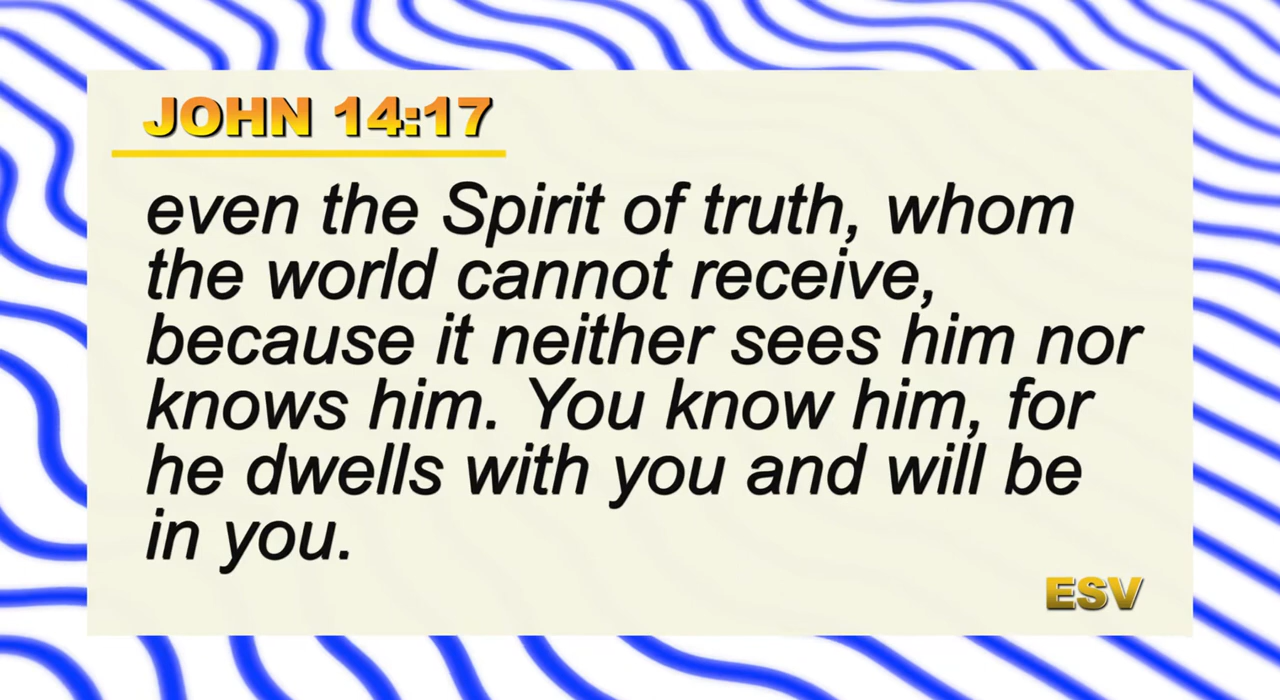 JOHN 14:17
even the Spirit of truth, whom
the world cannot receive,
because it neither sees him nor
knows him. You know him, for
he dwells with you and will be
in you.
ESV